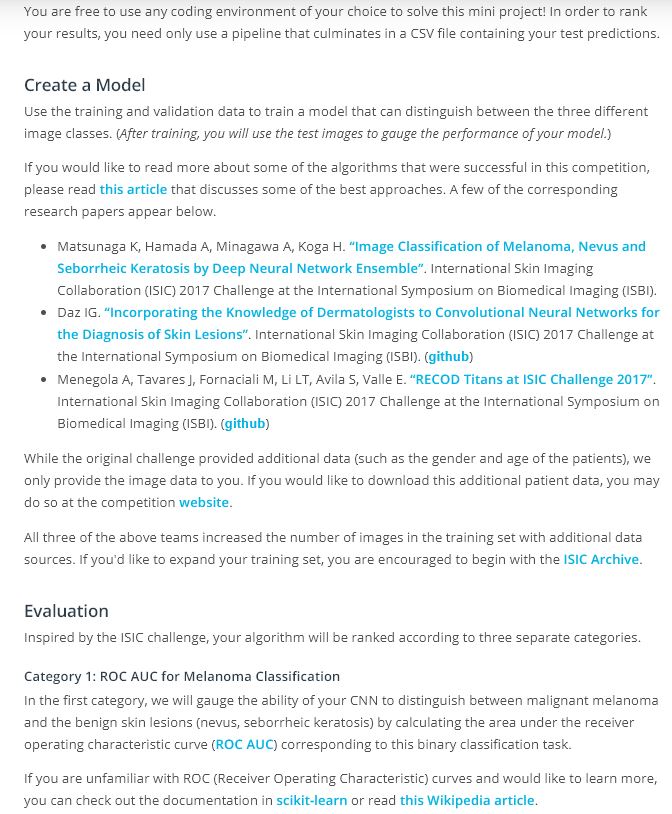 You are free to use any coding environment of your choice to solve this mini project! In order to rank
your results, you need only use a pipeline that culminates in a CSV file containing your test predictions.
Create a Model
Use the training and validation data to train a model that can distinguish between the three different
image classes. (After training, you will use the test images to gauge the performance of your model.)
If you would like to read more about some of the algorithms that were successful in this competition,
please read this article that discusses some of the best approaches. A few of the corresponding
research papers appear below.
• Matsunaga K, Hamada A, Minagawa A, Koga H. “Image Classification of Melanoma, Nevus and
Seborrheic Keratosis by Deep Neural Network Ensemble”. International Skin Imaging
Collaboration (ISIC) 2017 Challenge at the International Symposium on Biomedical Imaging (ISBI).
• Daz IG. “Incorporating the Knowledge of Dermatologists to Convolutional Neural Networks for
the Diagnosis of Skin Lesions”. International Skin Imaging Collaboration (ISIC) 2017 Challenge at
the International Symposium on Biomedical Imaging (ISBI). (github)
• Menegola A, Tavares J, Fornaciali M, Li LT, Avila S, Valle E. “RECOD Titans at ISIC Challenge 2017”.
International Skin Imaging Collaboration (ISIC) 2017 Challenge at the International Symposium on
Biomedical Imaging (ISBI). (github)
While the original challenge provided additional data (such as the gender and age of the patients), we
only provide the image data to you. If you would like to download this additional patient data, you may
do so at the competition website.
All three of the above teams increased the number of images in the training set with additional data
sources. If you'd like to expand your training set, you are encouraged to begin with the ISIC Archive.
Evaluation
Inspired by the ISIC challenge, your algorithm will be ranked according to three separate categories.
Category 1: ROC AUC for Melanoma Classification
In the first category, we will gauge the ability of your CNN to distinguish between malignant melanoma
and the benign skin lesions (nevus, seborrheic keratosis) by calculating the area under the receiver
operating characteristic curve (ROC AUC) corresponding to this binary classification task.
If you are unfamiliar with ROC (Receiver Operating Characteristic) curves and would like to learn more,
you can check out the documentation in scikit-learn or read this Wikipedia article.